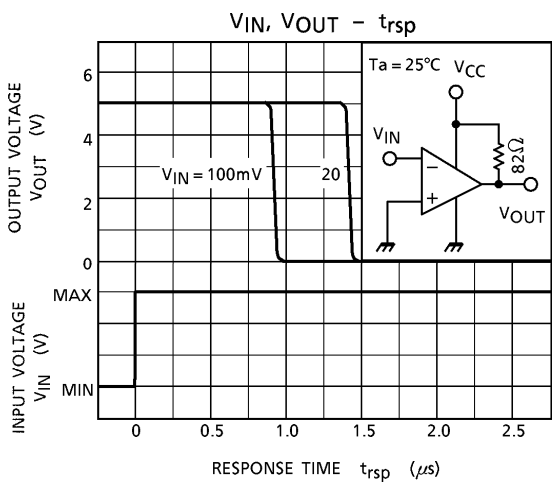 VIN, VOUT – trsp
OUTPUT VOLTAGE
VOUT (V)
6
4
2
0
VIN = 100mV
20
Ta = 25°C
VCC
VIN
82Ω
VOUT
−
+
INPUT VOLTAGE
VIN (V)
MAX
MIN
0
0.5
1.0
1.5
2.0
2.5
RESPONSE TIME trsp (μs)